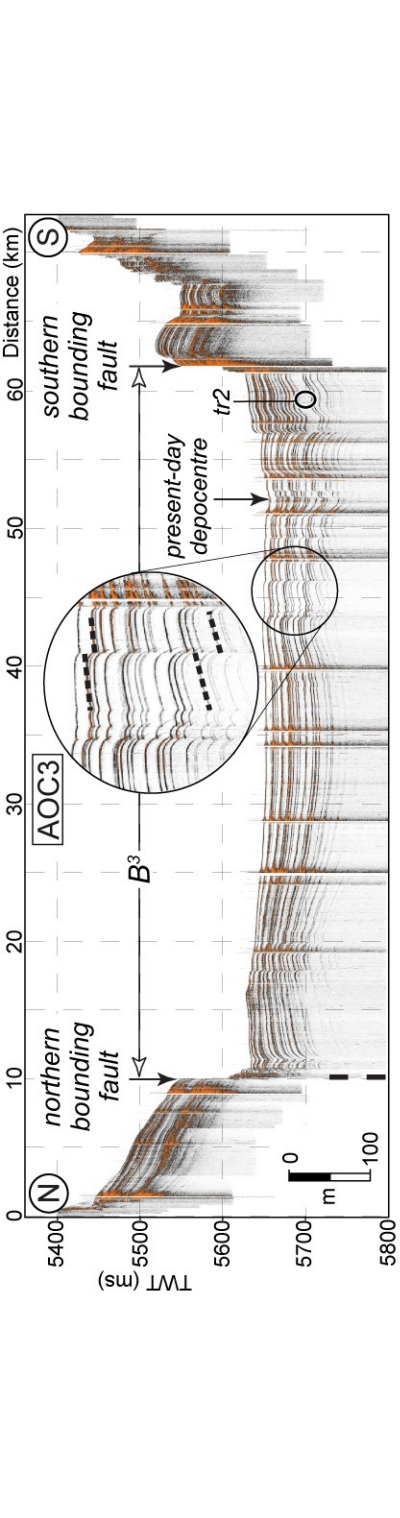 0 10 20 30 40 50 60 Distance (km)
N
S
northern
bounding
fault
AOC3
B³
present-day
depocentre
southern
bounding
fault
tr2
TWT (ms)
5400
5500
5600
5700
5800
0
m
100